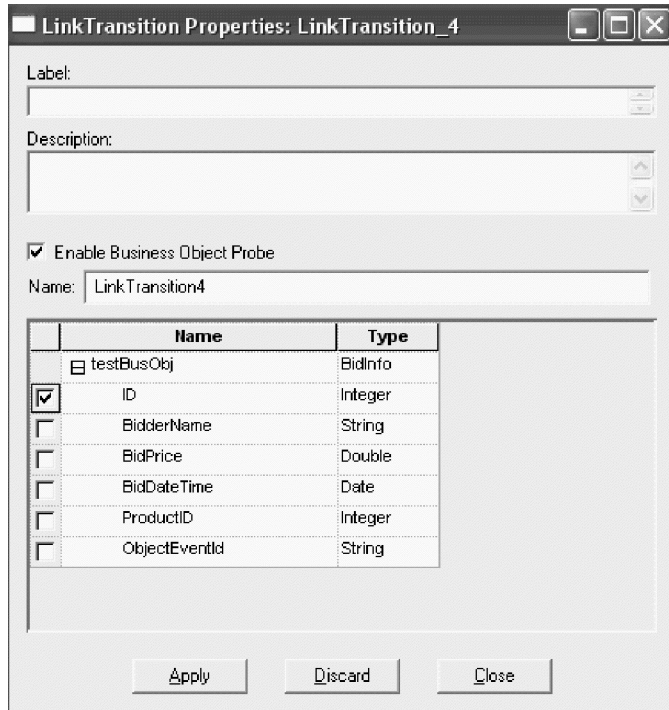 LinkTransition Properties: LinkTransition_4
Label:
Description:
Enable Business Object Probe
Name: LinkTransition4
Name Type
testBusObj BidInfo
ID Integer
BidderName String
BidPrice Double
BidDateTime Date
ProductID Integer
ObjectEventId String
Apply Discard Close